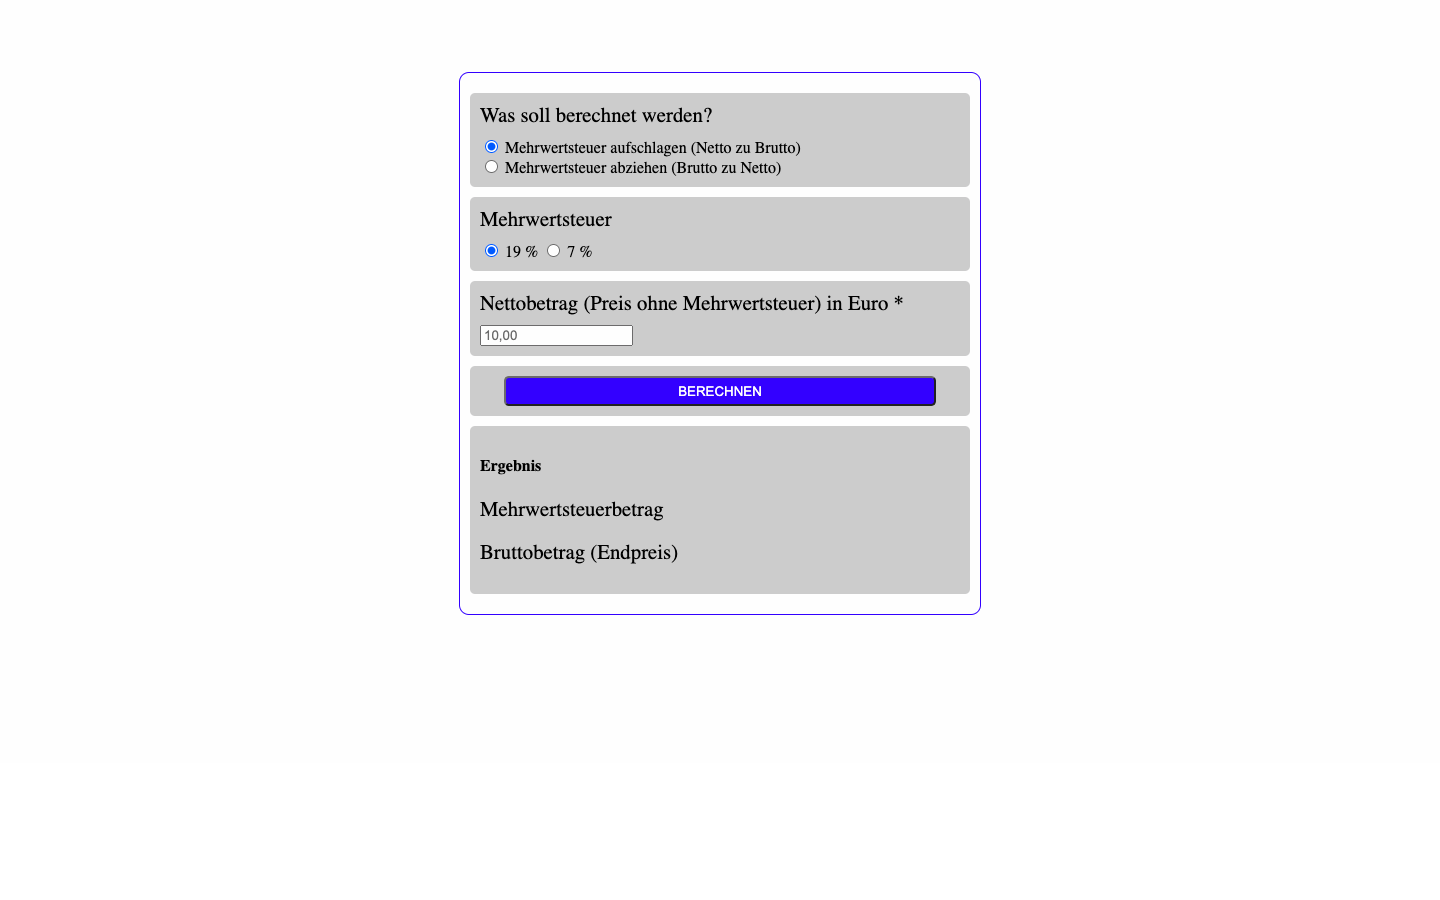 Was soll berechnet werden?
Mehrwertsteuer aufschlagen (Netto zu Brutto)
Mehrwertsteuer abziehen (Brutto zu Netto)
Mehrwertsteuer
19 % 7 %
Nettobetrag (Preis ohne Mehrwertsteuer) in Euro *
10,00
BERECHNEN
Ergebnis
Mehrwertsteuerbetrag
Bruttobetrag (Endpreis)